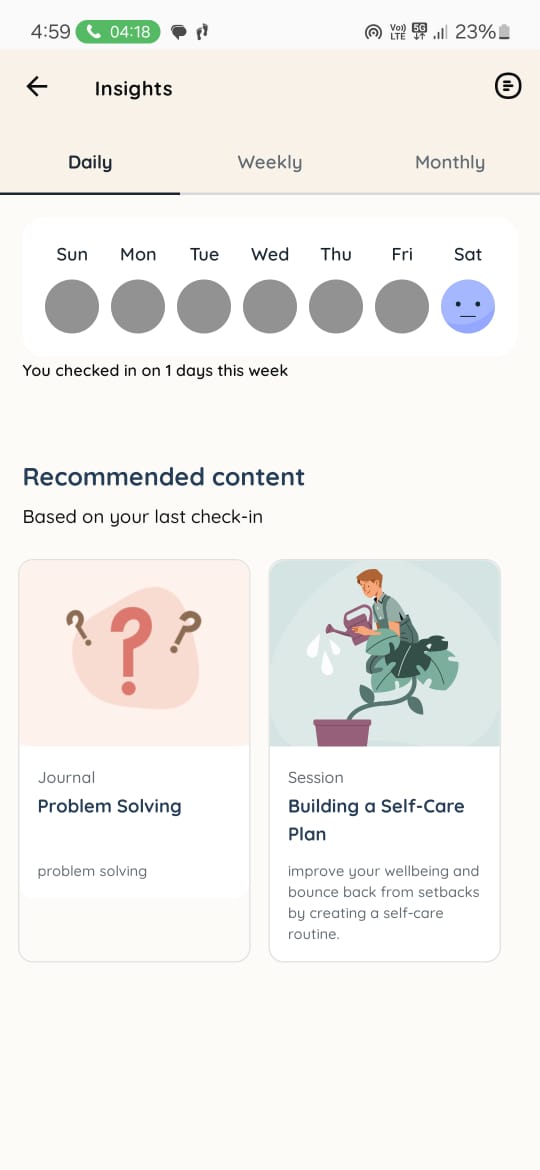 4:59 04:18 Vo)) LTE 5G 23%
Insights
Daily Weekly Monthly
Sun Mon Tue Wed Thu Fri Sat
You checked in on 1 days this week
Recommended content
Based on your last check-in
? ? ?
Journal
Problem Solving
problem solving
Session
Building a Self-Care
Plan
improve your wellbeing and
bounce back from setbacks
by creating a self-care
routine.